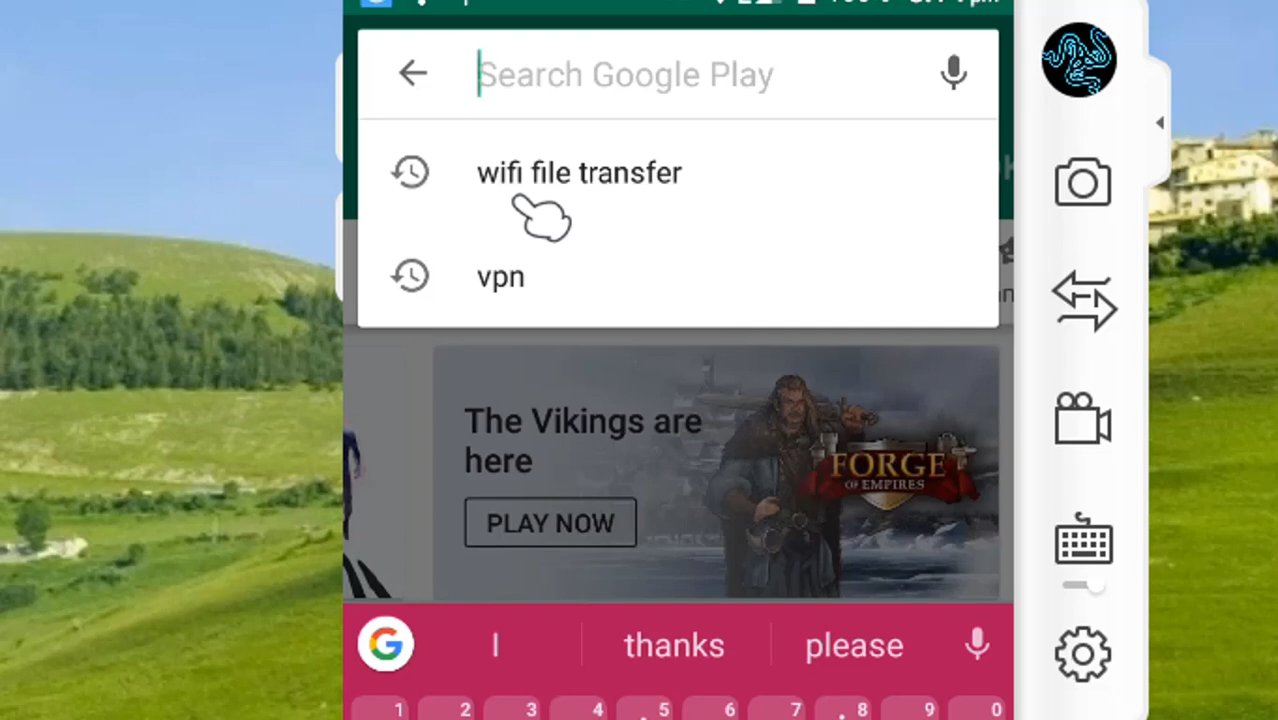 Search Google Play
wifi file transfer
vpn
The Vikings are
here
PLAY NOW
FORGE
OF EMPIRES
I
thanks
please
1 2 3 4 5 6 7 8 9 0